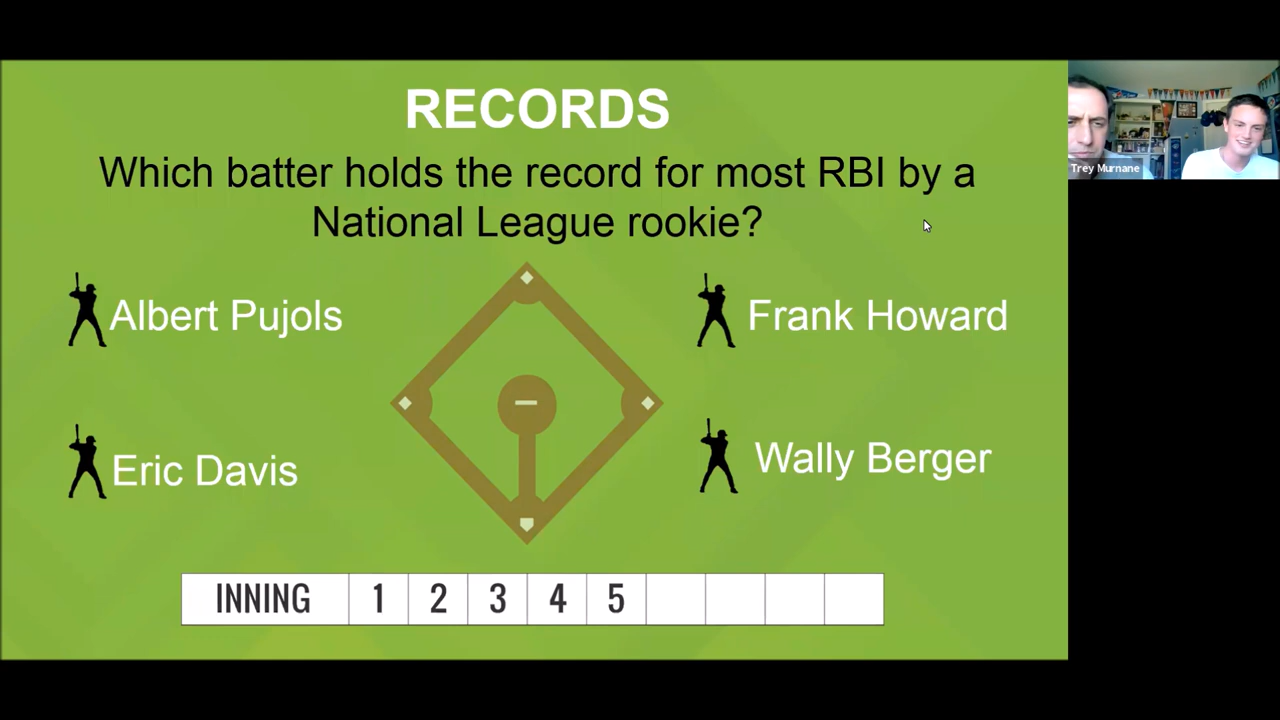 RECORDS
Which batter holds the record for most RBI by a
National League rookie?
Albert Pujols
Frank Howard
Eric Davis
Wally Berger
INNING 1 2 3 4 5
Trey Murnane